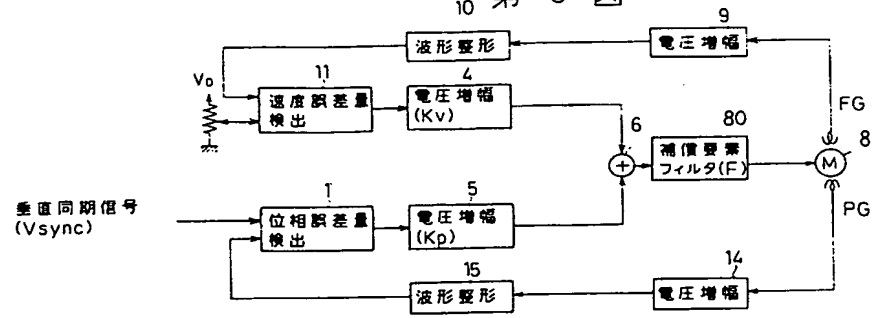 10
9
波形整形
電圧増幅
Vo
11
4
速度誤差量
検出
電圧増幅
(Kv)
FG
6
80
8
補償要素
フィルタ(F)
+
M
垂直同期信号
(Vsync)
1
5
位相誤差量
検出
電圧増幅
(Kp)
PG
15
14
波形整形
電圧増幅